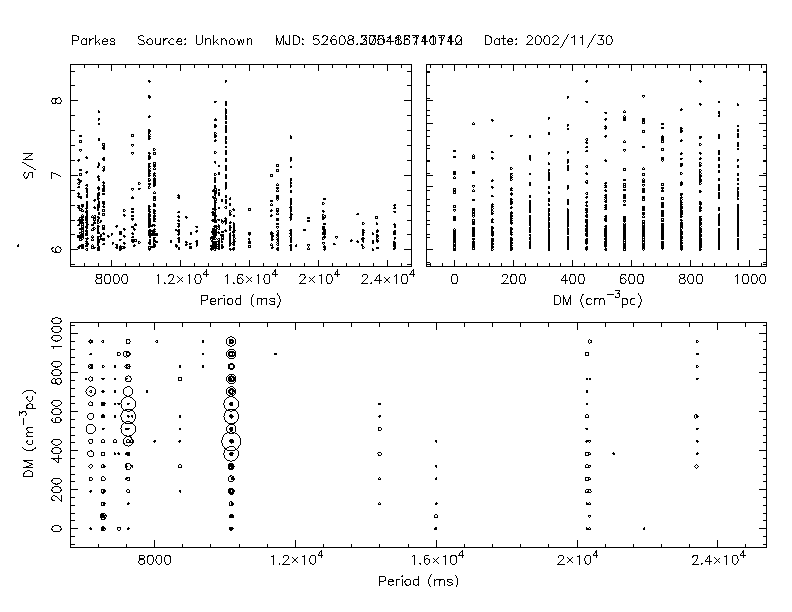 Parkes Source: Unknown MJD: Date: 2002/11/30
S/N
8
7
6
8000 1.2×10⁴ 1.6×10⁴ 2×10⁴ 2.4×10⁴
Period (ms)
0 200 400 600 800 1000
DM (cm⁻³pc)
DM (cm⁻³pc)
1000
800
600
400
200
0
8000 1.2×10⁴ 1.6×10⁴ 2×10⁴ 2.4×10⁴
Period (ms)